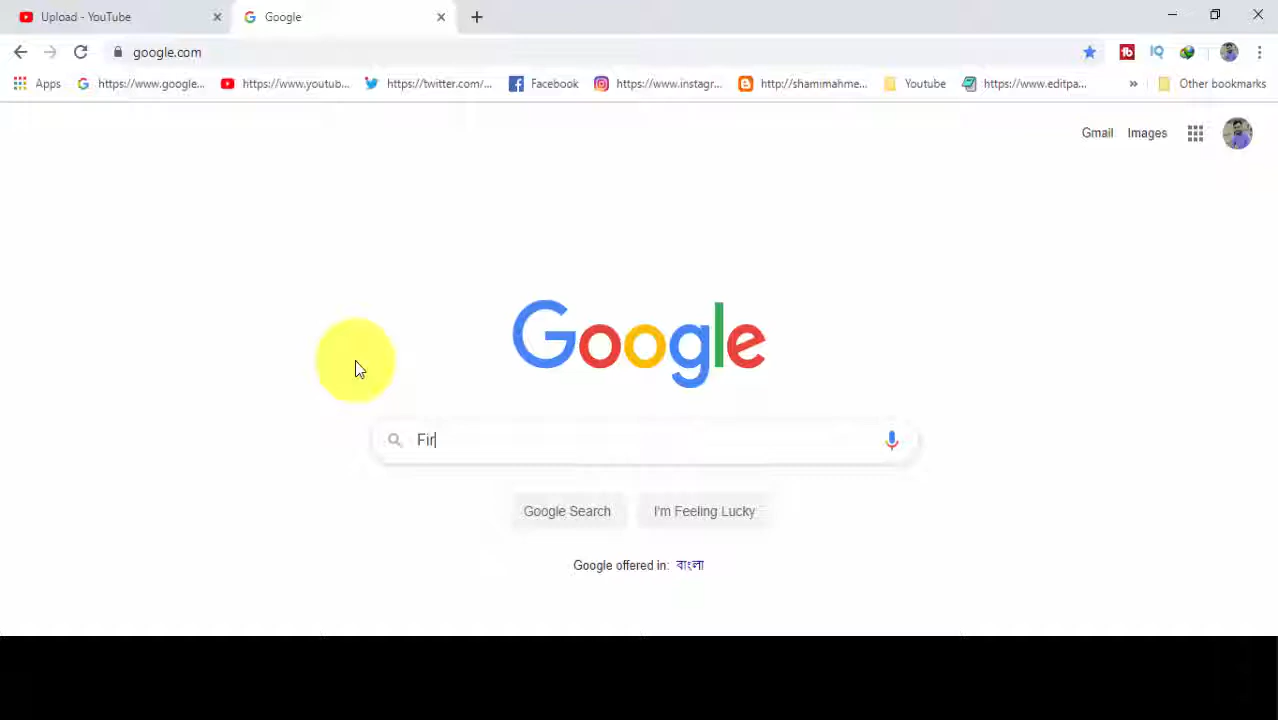 Upload - YouTube
Google
google.com
Apps
https://www.google...
https://www.youtub...
https://twitter.com/...
Facebook
https://www.instagr...
http://shamimahme...
Youtube
https://www.editpa...
»
Other bookmarks
Gmail
Images
Google
Fir
Google Search
I'm Feeling Lucky
Google offered in: বাংলা